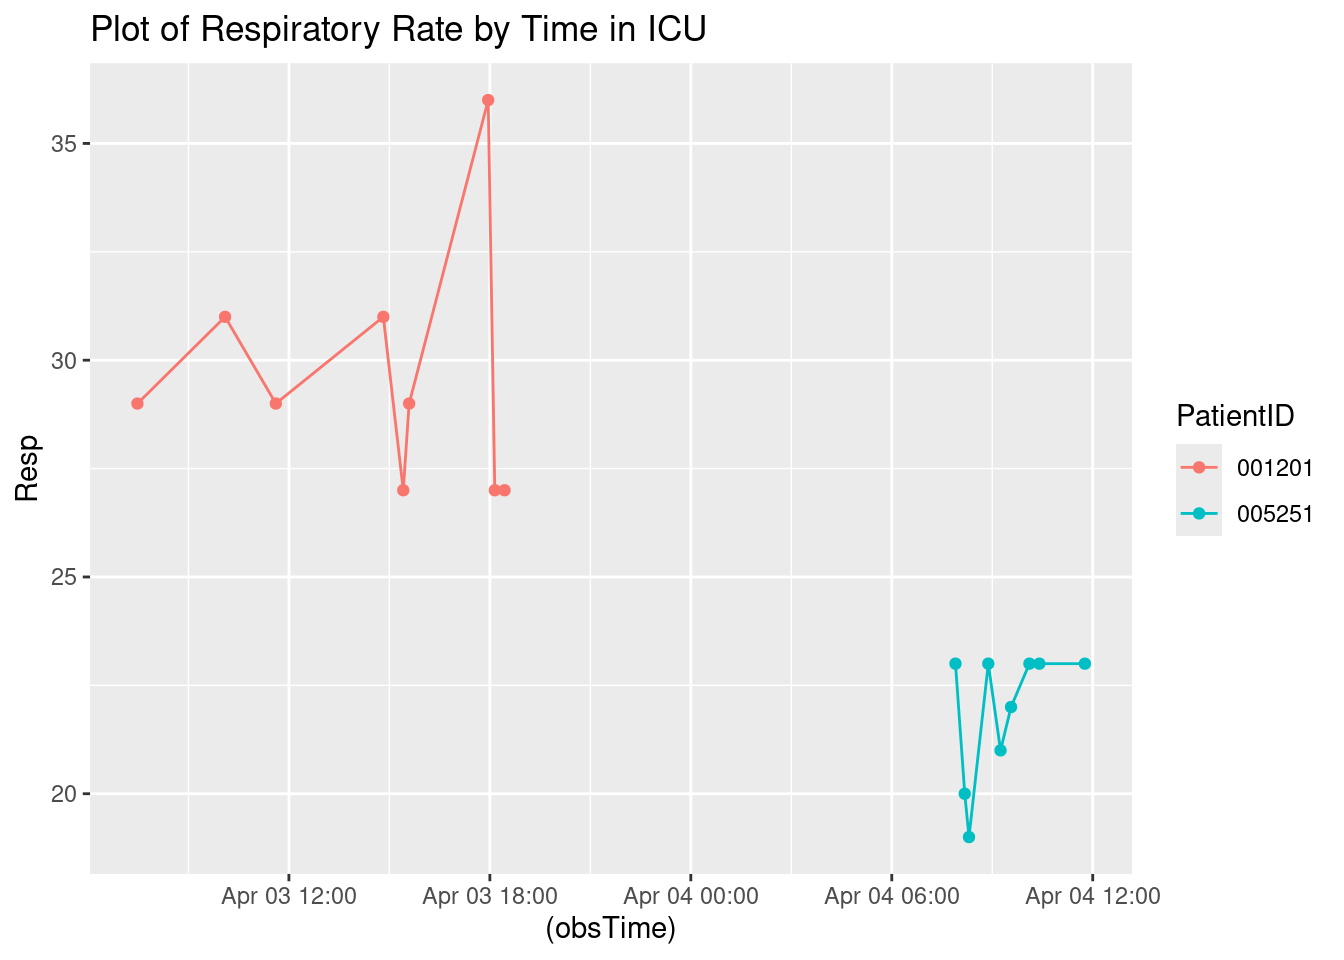 Plot of Respiratory Rate by Time in ICU
35
30
25
20
Resp
Apr 03 12:00
Apr 03 18:00
Apr 04 00:00
Apr 04 06:00
Apr 04 12:00
(obsTime)
PatientID
001201
005251